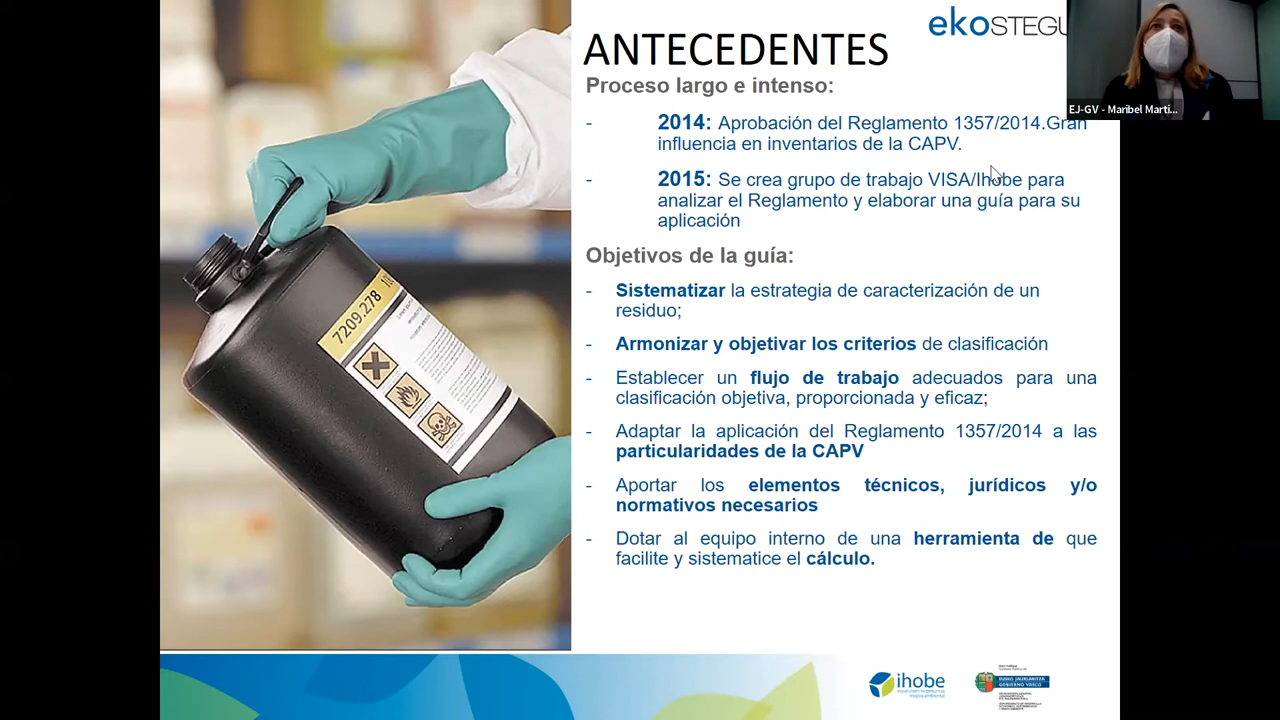 ekoSTEGU
ANTECEDENTES
EJ-GV - Maribel Marti...
Proceso largo e intenso:
- 2014: Aprobación del Reglamento 1357/2014.Gran
influencia en inventarios de la CAPV.
- 2015: Se crea grupo de trabajo VISA/Ihobe para
analizar el Reglamento y elaborar una guía para su
aplicación
Objetivos de la guía:
- Sistematizar la estrategia de caracterización de un
residuo;
- Armonizar y objetivar los criterios de clasificación
- Establecer un flujo de trabajo adecuados para una
clasificación objetiva, proporcionada y eficaz;
- Adaptar la aplicación del Reglamento 1357/2014 a las
particularidades de la CAPV
- Aportar los elementos técnicos, jurídicos y/o
normativos necesarios
- Dotar al equipo interno de una herramienta de que
facilite y sistematice el cálculo.
7209.278
ihobe
EUSKO JAURLARITZA
GOBIERNO VASCO